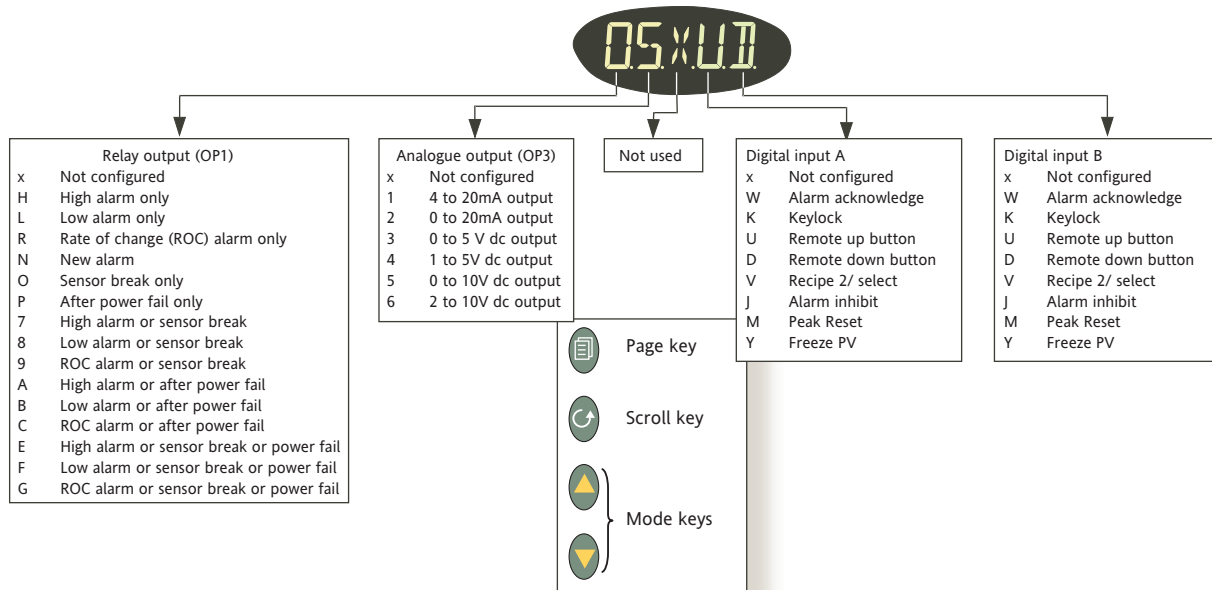 O.S.X.U.D.
Relay output (OP1)
x Not configured
H High alarm only
L Low alarm only
R Rate of change (ROC) alarm only
N New alarm
O Sensor break only
P After power fail only
7 High alarm or sensor break
8 Low alarm or sensor break
9 ROC alarm or sensor break
A High alarm or after power fail
B Low alarm or after power fail
C ROC alarm or after power fail
E High alarm or sensor break or power fail
F Low alarm or sensor break or power fail
G ROC alarm or sensor break or power fail
Analogue output (OP3)
x Not configured
1 4 to 20mA output
2 0 to 20mA output
3 0 to 5 V dc output
4 1 to 5V dc output
5 0 to 10V dc output
6 2 to 10V dc output
Not used
Digital input A
x Not configured
W Alarm acknowledge
K Keylock
U Remote up button
D Remote down button
V Recipe 2/ select
J Alarm inhibit
M Peak Reset
Y Freeze PV
Digital input B
x Not configured
W Alarm acknowledge
K Keylock
U Remote up button
D Remote down button
V Recipe 2/ select
J Alarm inhibit
M Peak Reset
Y Freeze PV
Page key
Scroll key
Mode keys